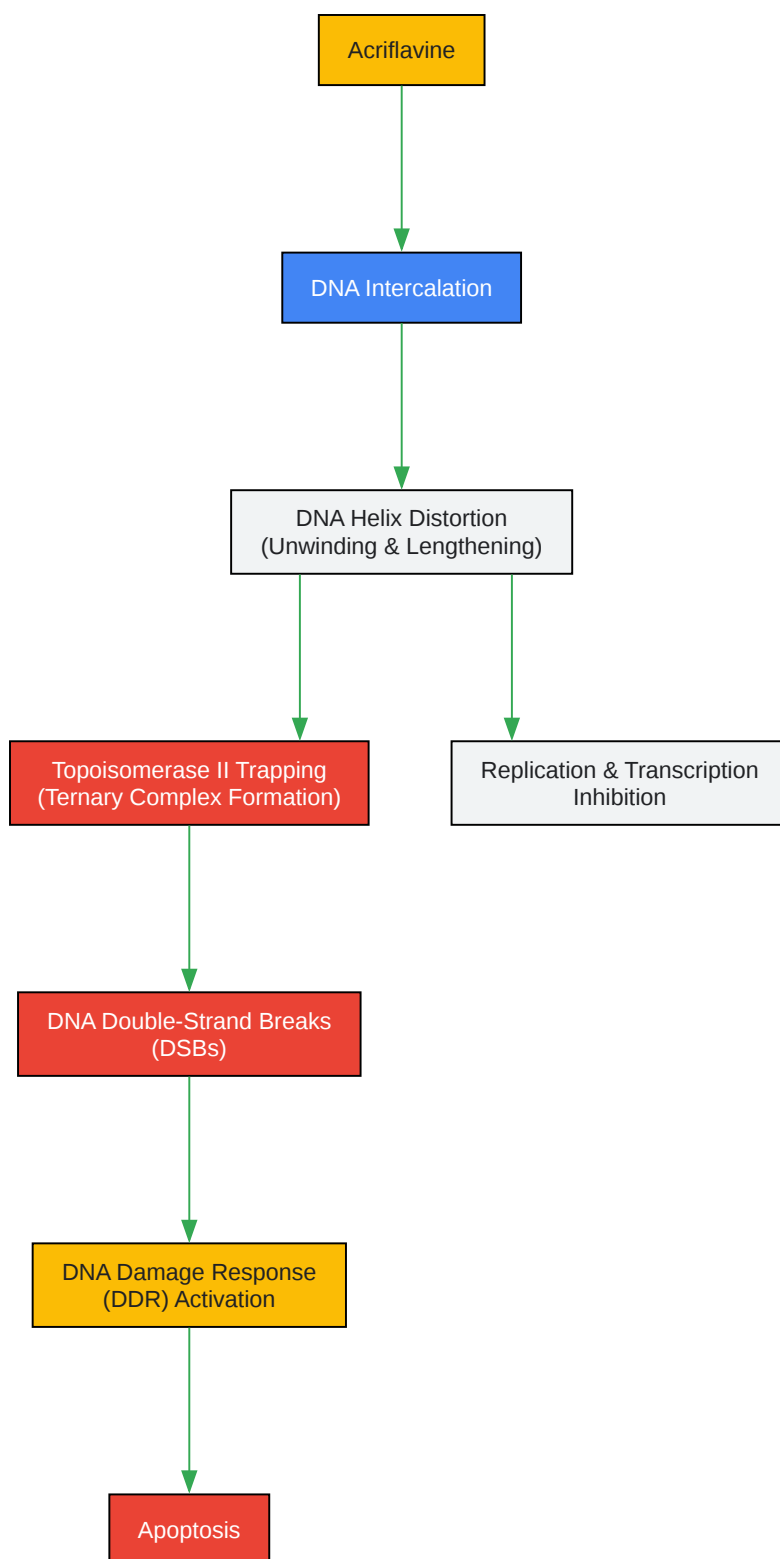 Acriflavine
DNA Intercalation
DNA Helix Distortion
(Unwinding & Lengthening)
Topoisomerase II Trapping
(Ternary Complex Formation)
Replication & Transcription
Inhibition
DNA Double-Strand Breaks
(DSBs)
DNA Damage Response
(DDR) Activation
Apoptosis